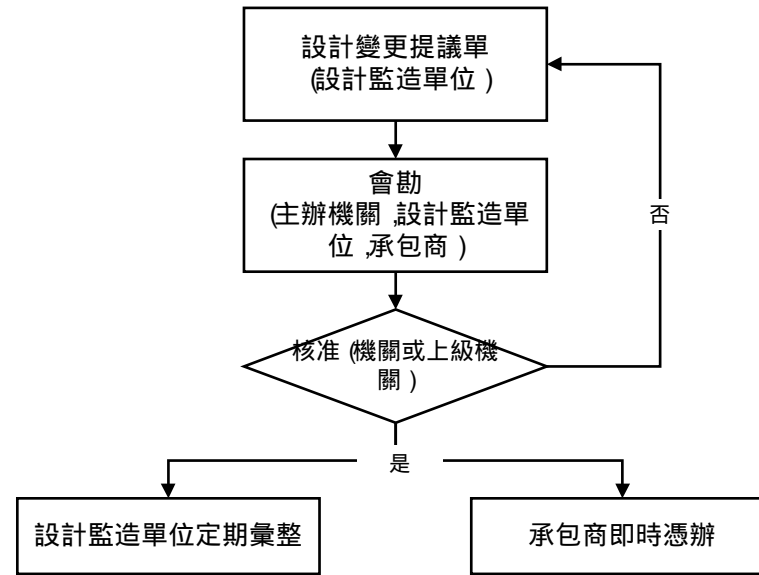 設計變更提議單
(設計監造單位)
會勘
(主辦機關,設計監造單
位,承包商)
否
核准(機關或上級機
關)
是
設計監造單位定期彙整
承包商即時憑辦